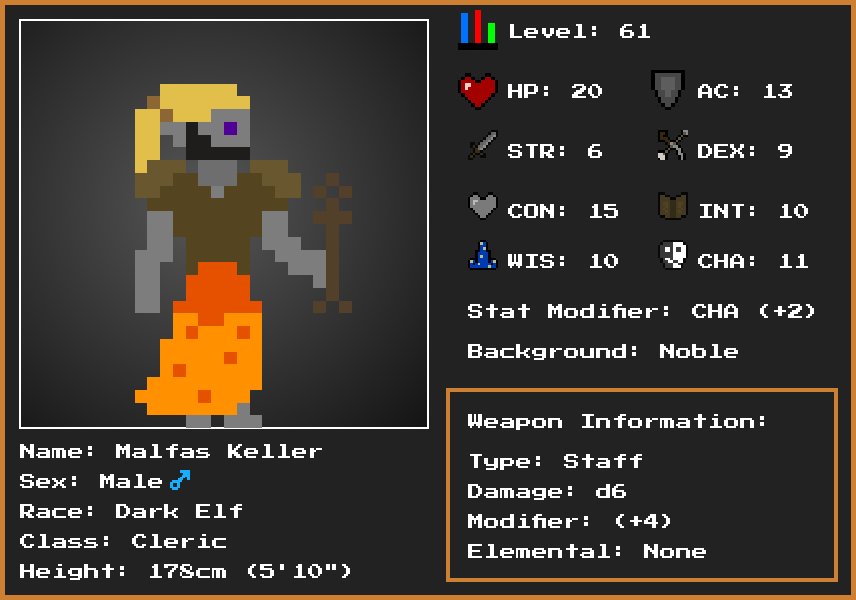 Level: 61
HP: 20
AC: 13
STR: 6
DEX: 9
CON: 15
INT: 10
WIS: 10
CHA: 11
Stat Modifier: CHA (+2)
Background: Noble
Weapon Information:
Type: Staff
Damage: d6
Modifier: (+4)
Elemental: None
Name: Malfas Keller
Sex: Male ♂
Race: Dark Elf
Class: Cleric
Height: 178cm (5'10")